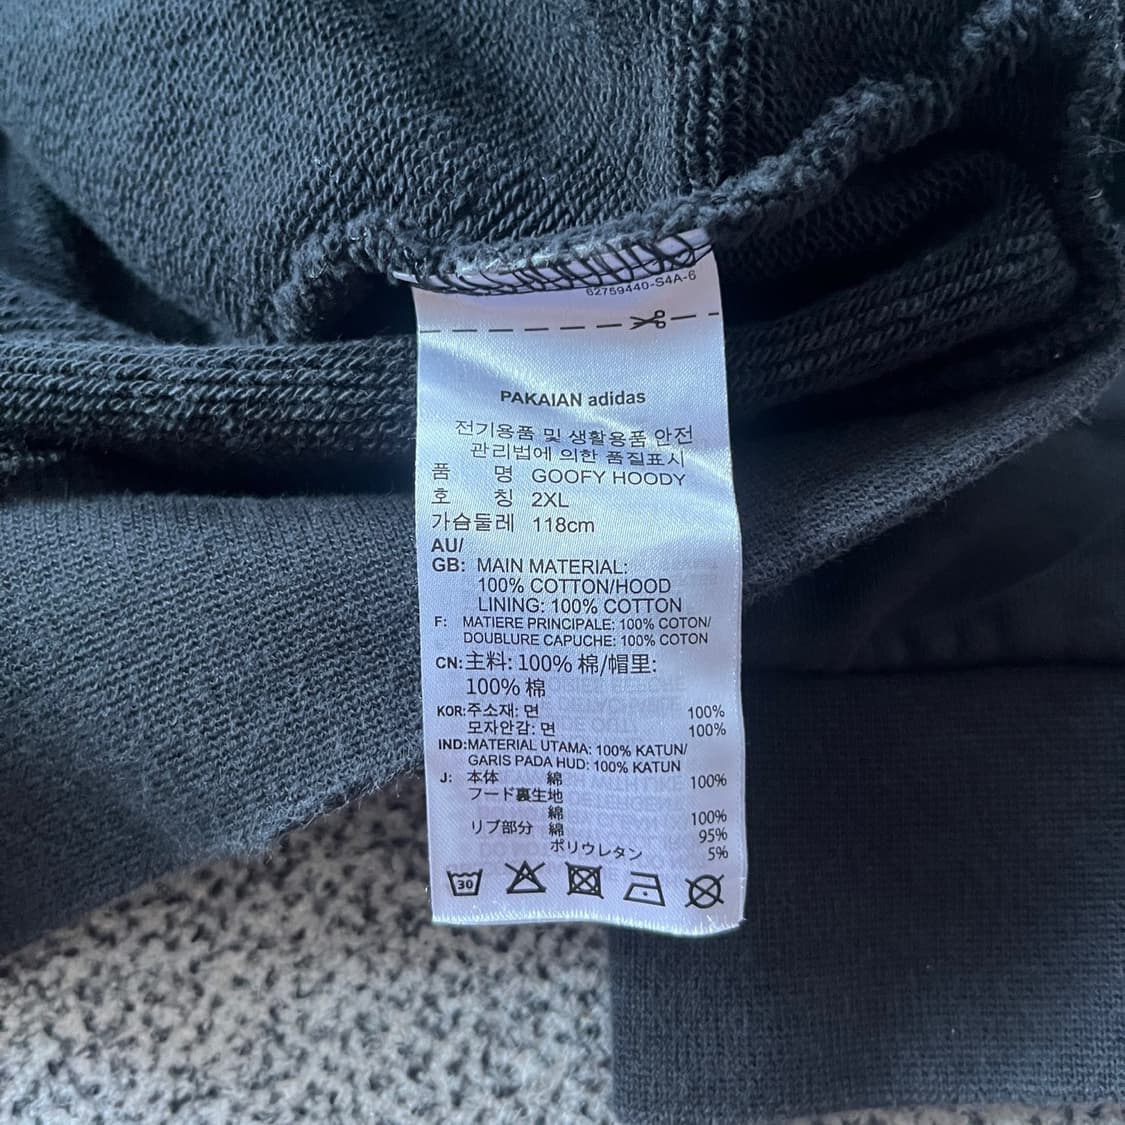 62759440-S4A-6
PAKAIAN adidas
전기용품 및 생활용품 안전
관리법에 의한 품질표시
품 명 GOOFY HOODY
호 칭 2XL
가슴둘레 118cm
AU/
GB: MAIN MATERIAL:
100% COTTON/HOOD
LINING: 100% COTTON
F: MATIERE PRINCIPALE: 100% COTON/
DOUBLURE CAPUCHE: 100% COTON
CN: 主料: 100% 棉/帽里:
100% 棉
KOR: 주소재: 면 100%
모자안감: 면 100%
IND: MATERIAL UTAMA: 100% KATUN/
GARIS PADA HUD: 100% KATUN
J: 本体 綿 100%
フード裏生地
綿 100%
リブ部分 綿 95%
ポリウレタン 5%
30